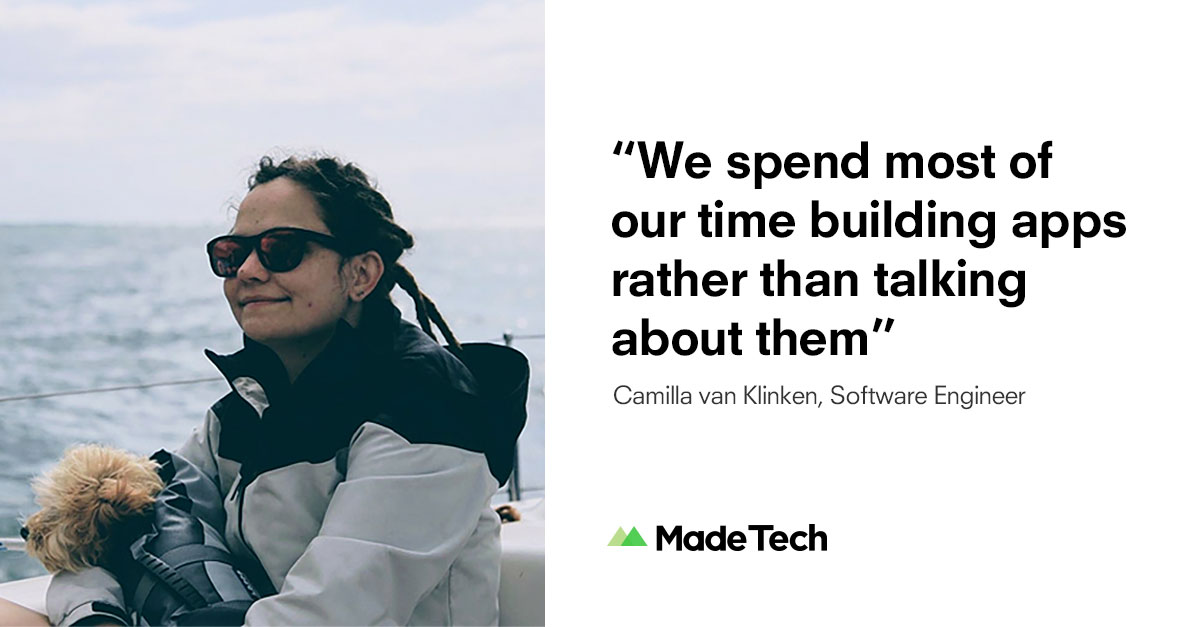 “We spend most of
our time building apps
rather than talking
about them”
Camilla van Klinken, Software Engineer
Made Tech